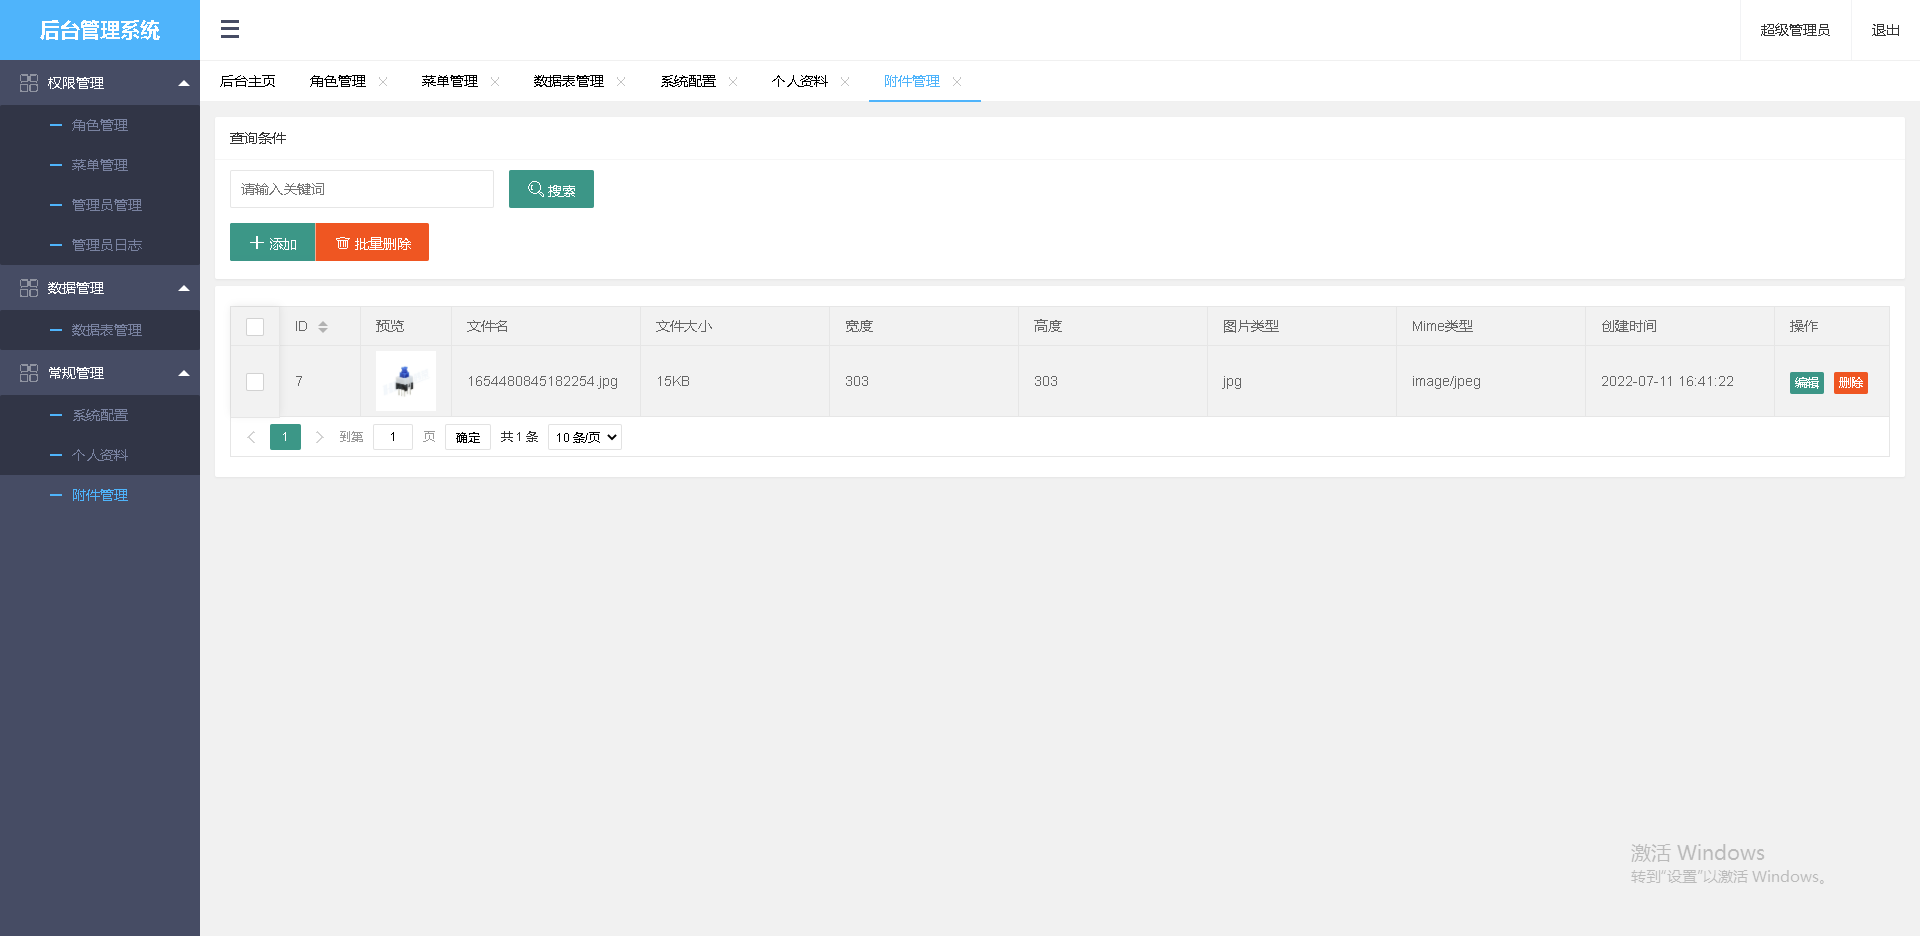 后台管理系统
超级管理员
退出
权限管理
角色管理
菜单管理
管理员管理
管理员日志
数据管理
数据表管理
常规管理
系统配置
个人资料
附件管理
后台主页 角色管理 菜单管理 数据表管理 系统配置 个人资料 附件管理
查询条件
请输入关键词
搜索
添加 批量删除
ID 预览 文件名 文件大小 宽度 高度 图片类型 Mime类型 创建时间 操作
7 1654480845182254.jpg 15KB 303 303 jpg image/jpeg 2022-07-11 16:41:22 编辑 删除
1 到第 1 页 确定 共 1 条 10 条/页
激活 Windows
转到“设置”以激活 Windows。